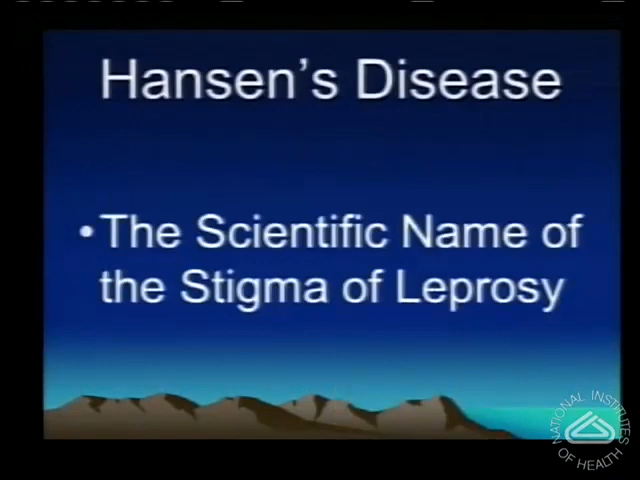 Hansen's Disease
•The Scientific Name of
the Stigma of Leprosy
NATIONAL INSTITUTES
OF HEALTH